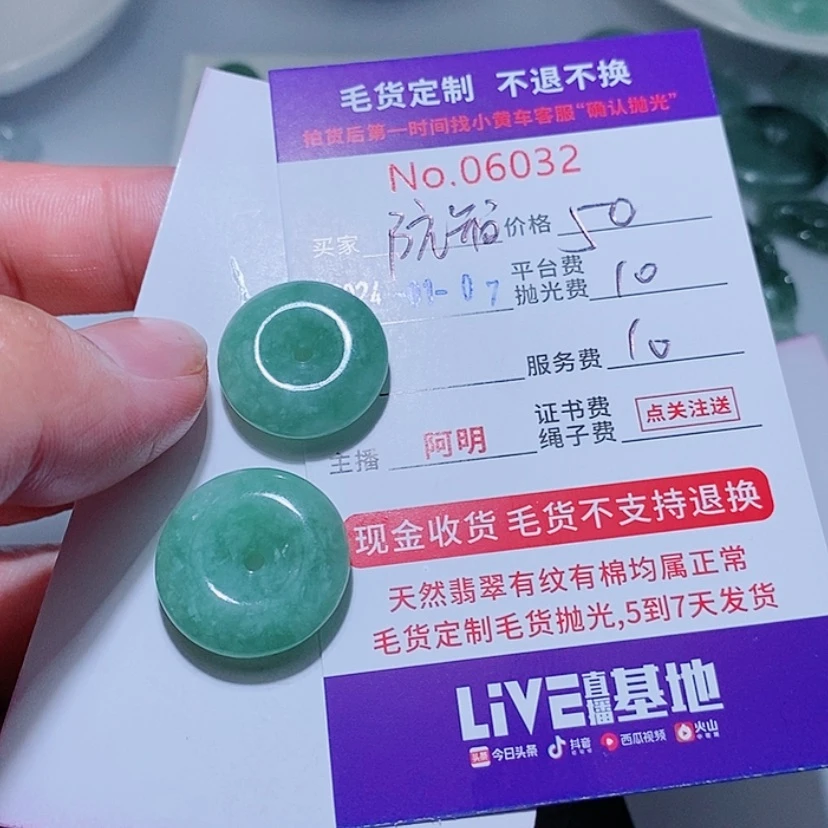 毛货定制 不退不换
拍货后第一时间找小黄车客服“确认抛光”
No.06032
买家 价格 50
平台费
抛光费 10
服务费 10
主播 阿明
证书费
绳子费
点关注送
现金收货 毛货不支持退换
天然翡翠有纹有棉均属正常
毛货定制毛货抛光,5到7天发货
LiVE直播基地
头条 今日头条 抖音 西瓜视频 火山